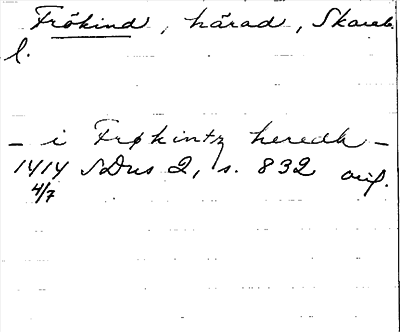 Frökind, härad, Skarab.
l.
- i Frøkintz heredh -
1414 SDns 2, s. 832 orig.
4/7